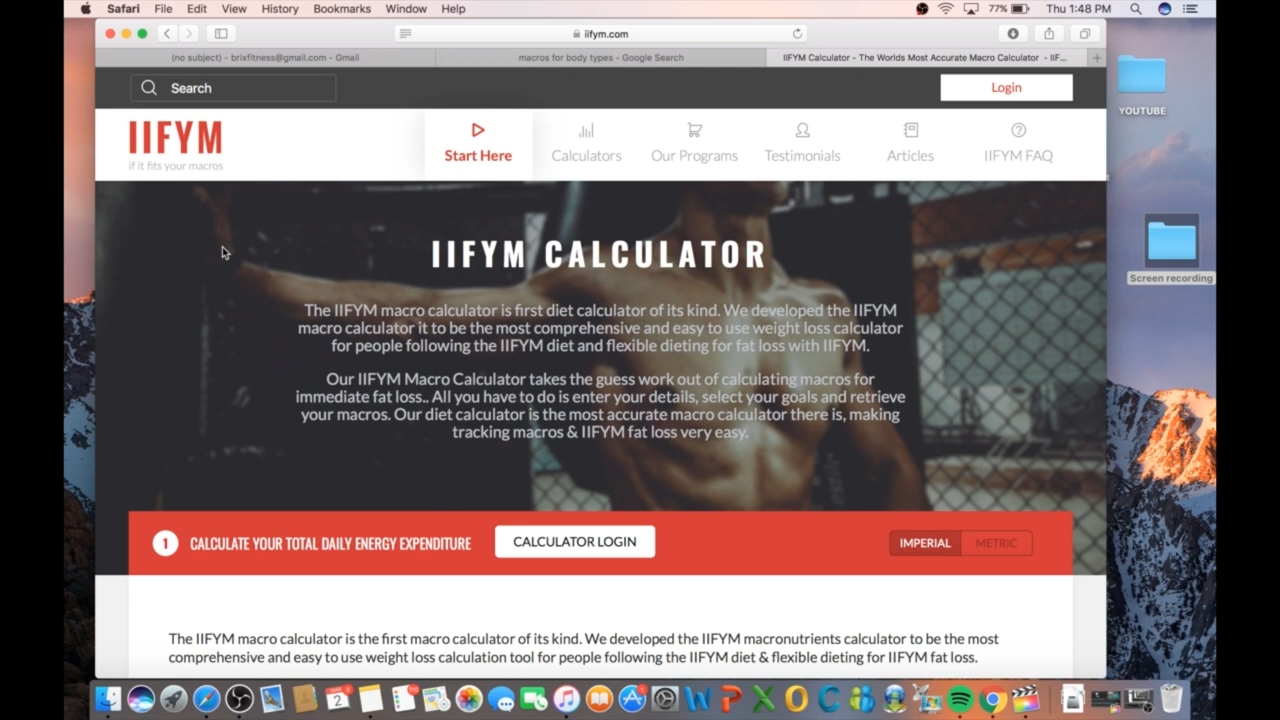 Safari File Edit View History Bookmarks Window Help 77% Thu 1:48 PM
iifym.com
(no subject) - brixfitness@gmail.com - Gmail macros for body types - Google Search IIFYM Calculator - The Worlds Most Accurate Macro Calculator - IIF...
Search Login
YOUTUBE
IIFYM
if it fits your macros
Start Here Calculators Our Programs Testimonials Articles IIFYM FAQ
Screen recording
IIFYM CALCULATOR
The IIFYM macro calculator is first diet calculator of its kind. We developed the IIFYM
macro calculator it to be the most comprehensive and easy to use weight loss calculator
for people following the IIFYM diet and flexible dieting for fat loss with IIFYM.
Our IIFYM Macro Calculator takes the guess work out of calculating macros for
immediate fat loss.. All you have to do is enter your details, select your goals and retrieve
your macros. Our diet calculator is the most accurate macro calculator there is, making
tracking macros & IIFYM fat loss very easy.
1 CALCULATE YOUR TOTAL DAILY ENERGY EXPENDITURE CALCULATOR LOGIN IMPERIAL METRIC
The IIFYM macro calculator is the first macro calculator of its kind. We developed the IIFYM macronutrients calculator to be the most
comprehensive and easy to use weight loss calculation tool for people following the IIFYM diet & flexible dieting for IIFYM fat loss.